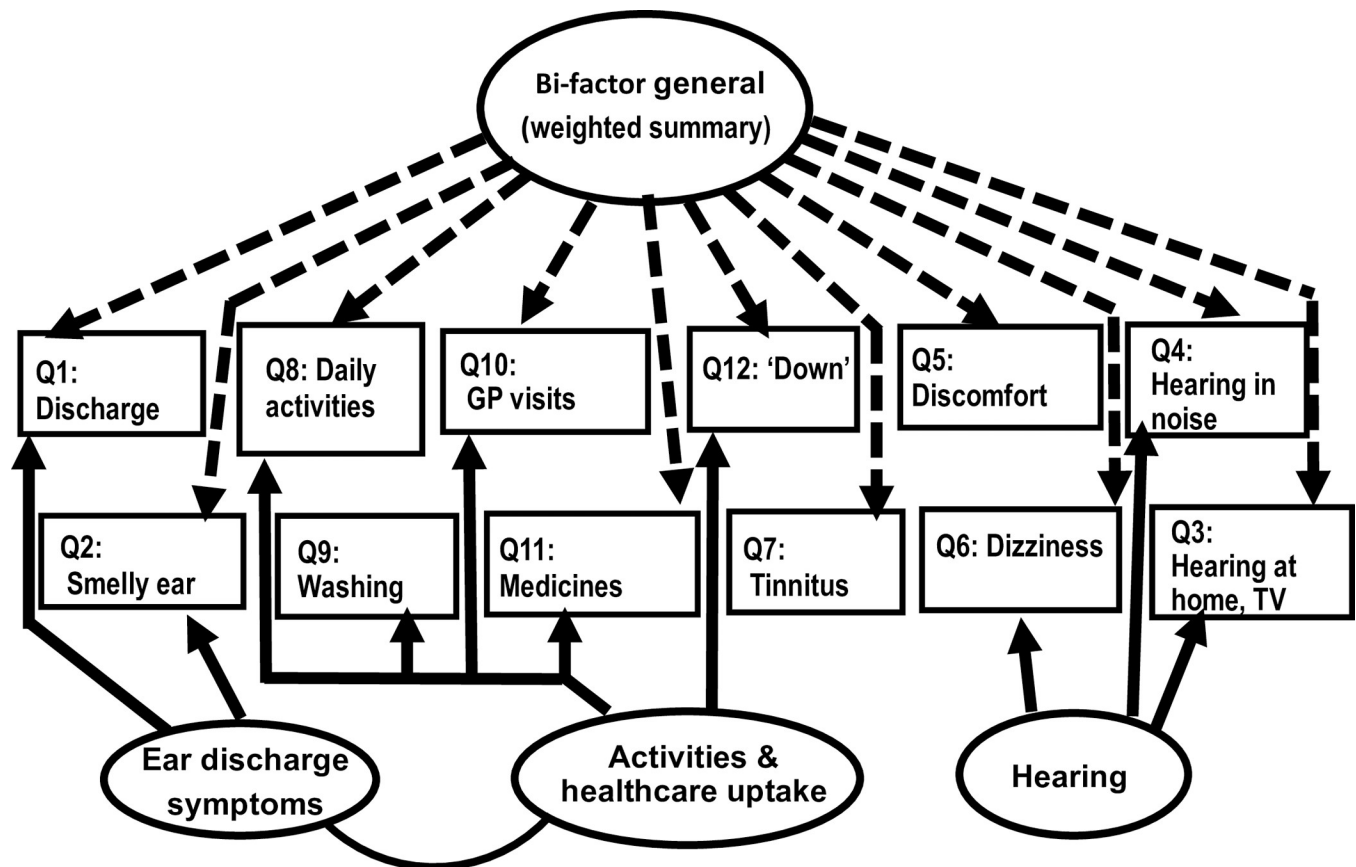 Bi-factor general
(weighted summary)
Q1:
Discharge
Q8: Daily
activities
Q10:
GP visits
Q12: ‘Down’
Q5:
Discomfort
Q4:
Hearing in
noise
Q2:
Smelly ear
Q9:
Washing
Q11:
Medicines
Q7:
Tinnitus
Q6: Dizziness
Q3:
Hearing at
home, TV
Ear discharge
symptoms
Activities &
healthcare uptake
Hearing